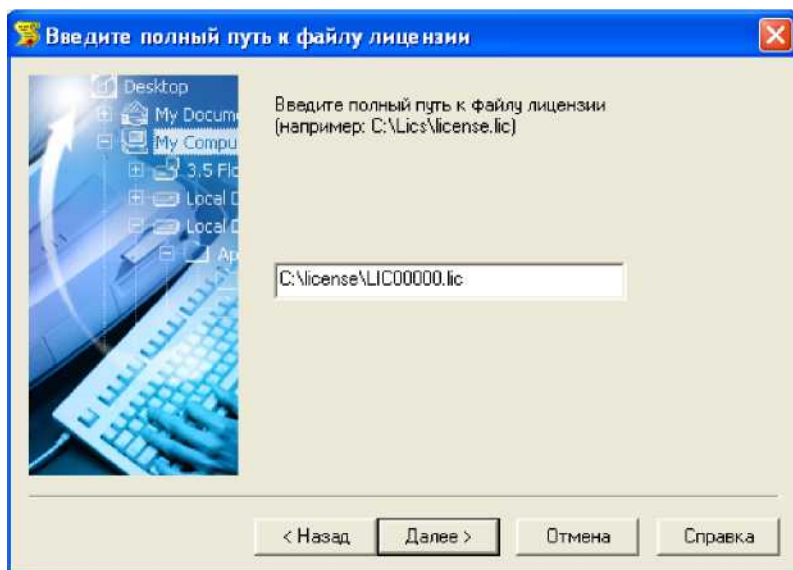 Введите полный путь к файлу лицензии
Desktop
My Docum
My Compu
3.5 Flo
Local D
Local D
Ap
Введите полный путь к файлу лицензии
(например: C:\Lics\license.lic)
C:\license\LIC00000.lic
< Назад
Далее >
Отмена
Справка